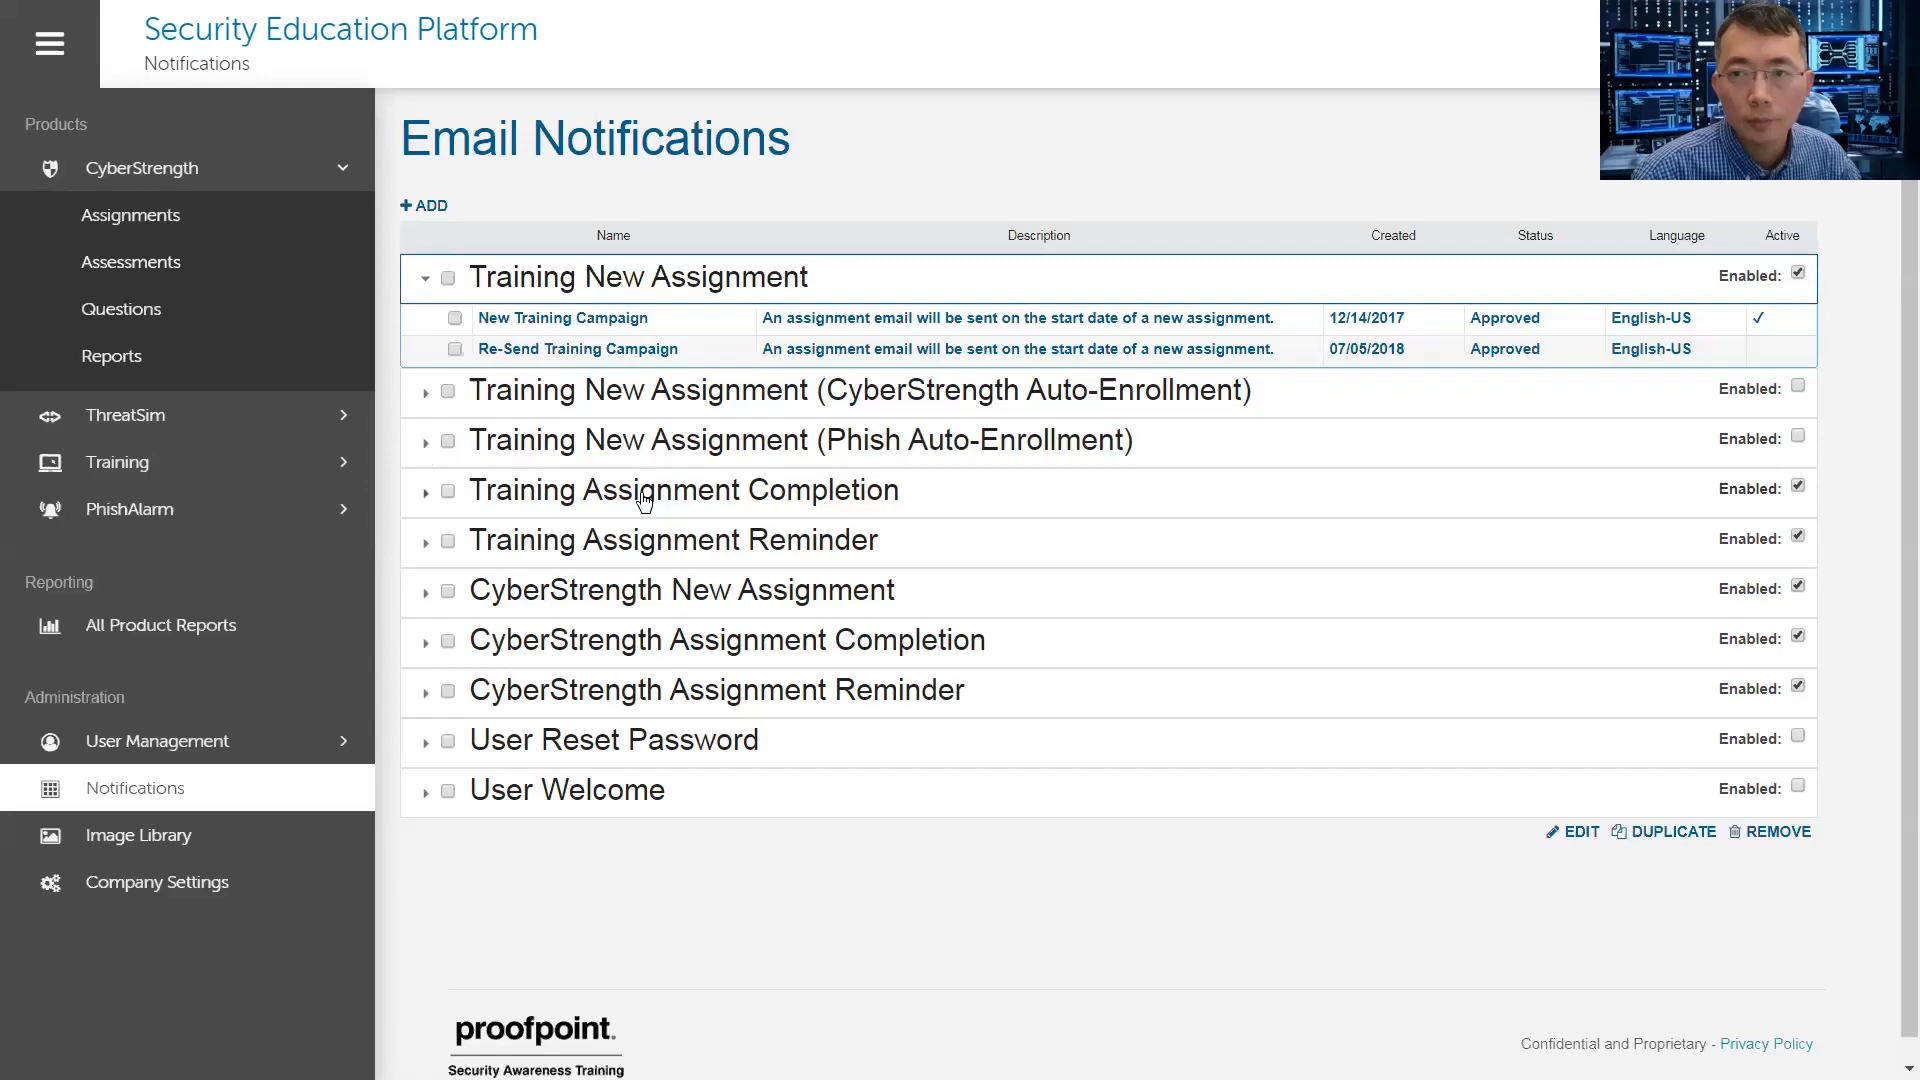 Security Education Platform
Notifications
Products
CyberStrength
Assignments
Assessments
Questions
Reports
ThreatSim
Training
PhishAlarm
Reporting
All Product Reports
Administration
User Management
Notifications
Image Library
Company Settings
Email Notifications
+ ADD
Name Description Created Status Language Active
Training New Assignment Enabled:
New Training Campaign An assignment email will be sent on the start date of a new assignment. 12/14/2017 Approved English-US ✓
Re-Send Training Campaign An assignment email will be sent on the start date of a new assignment. 07/05/2018 Approved English-US
Training New Assignment (CyberStrength Auto-Enrollment) Enabled:
Training New Assignment (Phish Auto-Enrollment) Enabled:
Training Assignment Completion Enabled:
Training Assignment Reminder Enabled:
CyberStrength New Assignment Enabled:
CyberStrength Assignment Completion Enabled:
CyberStrength Assignment Reminder Enabled:
User Reset Password Enabled:
User Welcome Enabled:
EDIT DUPLICATE REMOVE
proofpoint.
Security Awareness Training
Confidential and Proprietary - Privacy Policy